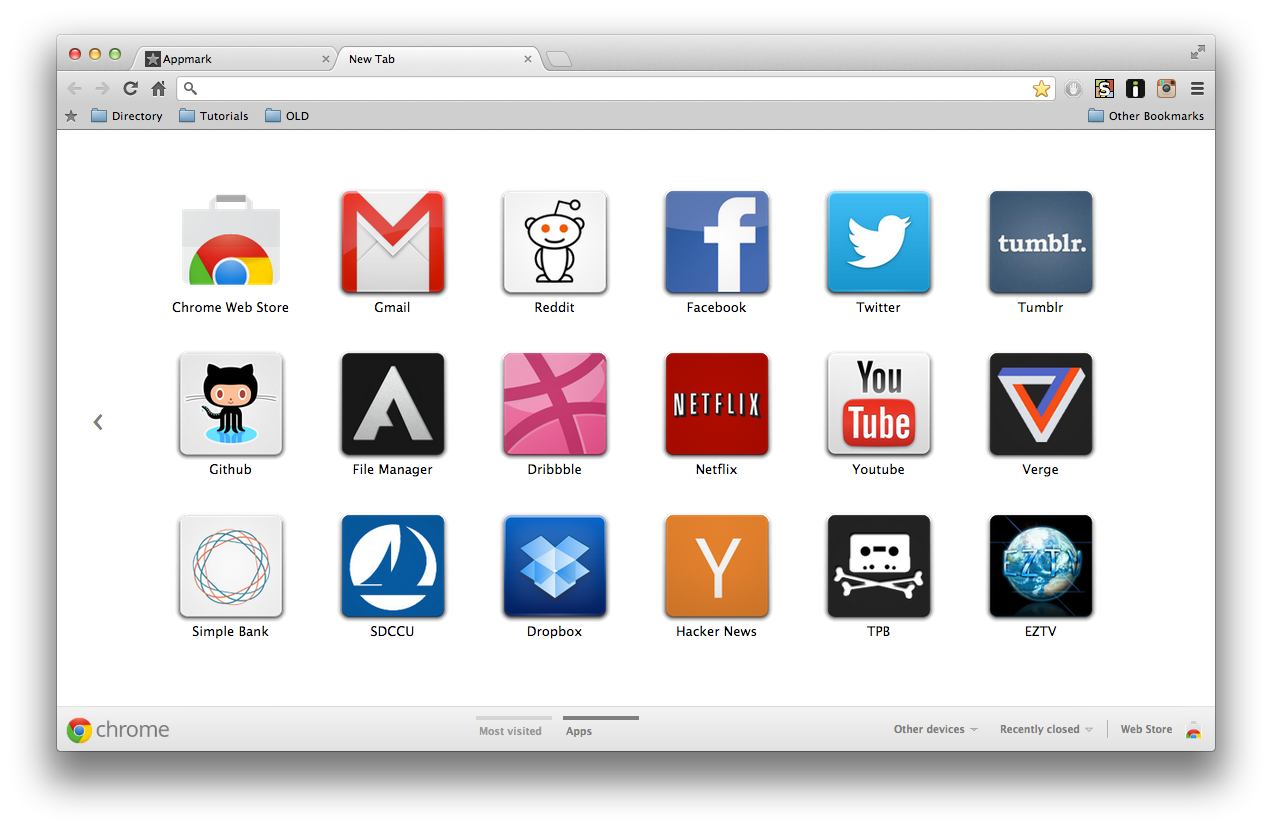 Appmark
New Tab
Directory Tutorials OLD Other Bookmarks
tumblr.
Chrome Web Store Gmail Reddit Facebook Twitter Tumblr
NETFLIX
You
Tube
Github File Manager Dribbble Netflix Youtube Verge
EZTV
Simple Bank SDCCU Dropbox Hacker News TPB EZTV
chrome
Most visited Apps
Other devices Recently closed Web Store